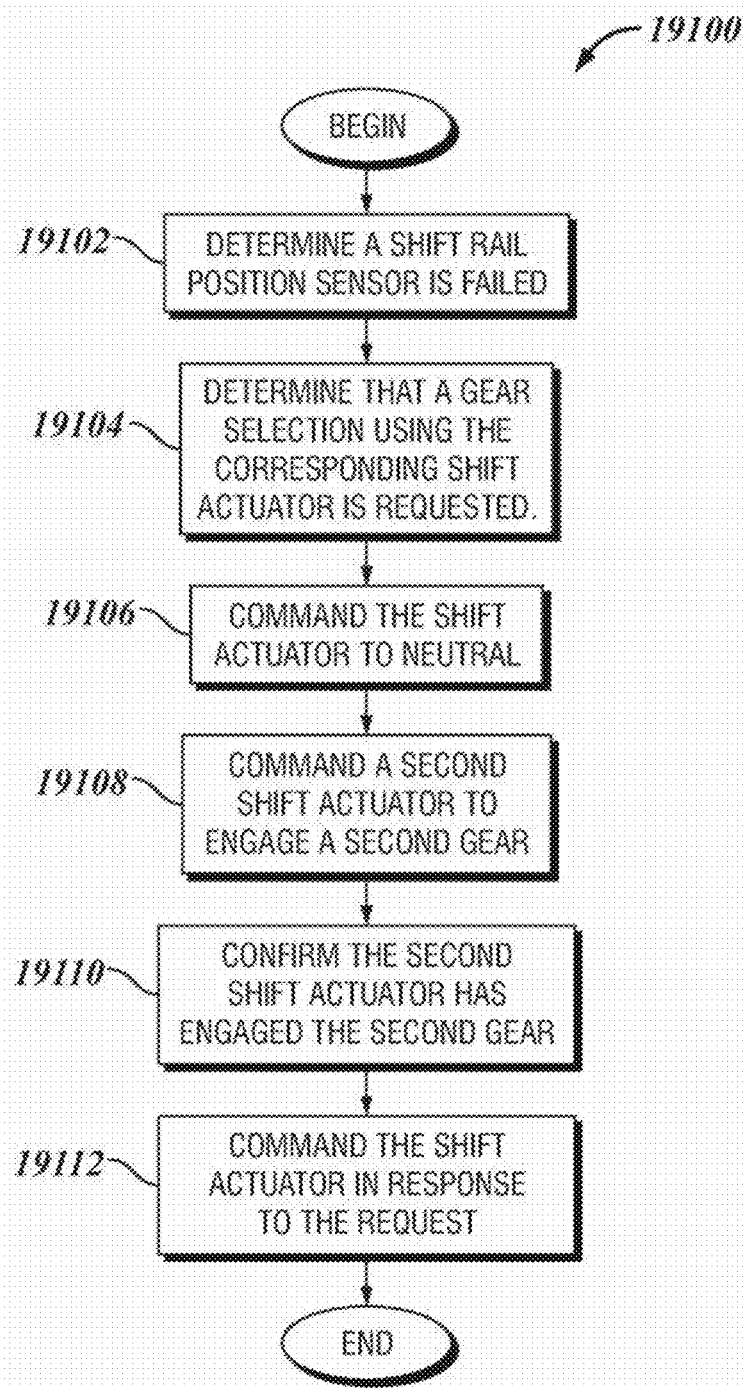 19100
BEGIN
19102
DETERMINE A SHIFT RAIL
POSITION SENSOR IS FAILED
19104
DETERMINE THAT A GEAR
SELECTION USING THE
CORRESPONDING SHIFT
ACTUATOR IS REQUESTED.
19106
COMMAND THE SHIFT
ACTUATOR TO NEUTRAL
19108
COMMAND A SECOND
SHIFT ACTUATOR TO
ENGAGE A SECOND GEAR
19110
CONFIRM THE SECOND
SHIFT ACTUATOR HAS
ENGAGED THE SECOND GEAR
19112
COMMAND THE SHIFT
ACTUATOR IN RESPONSE
TO THE REQUEST
END